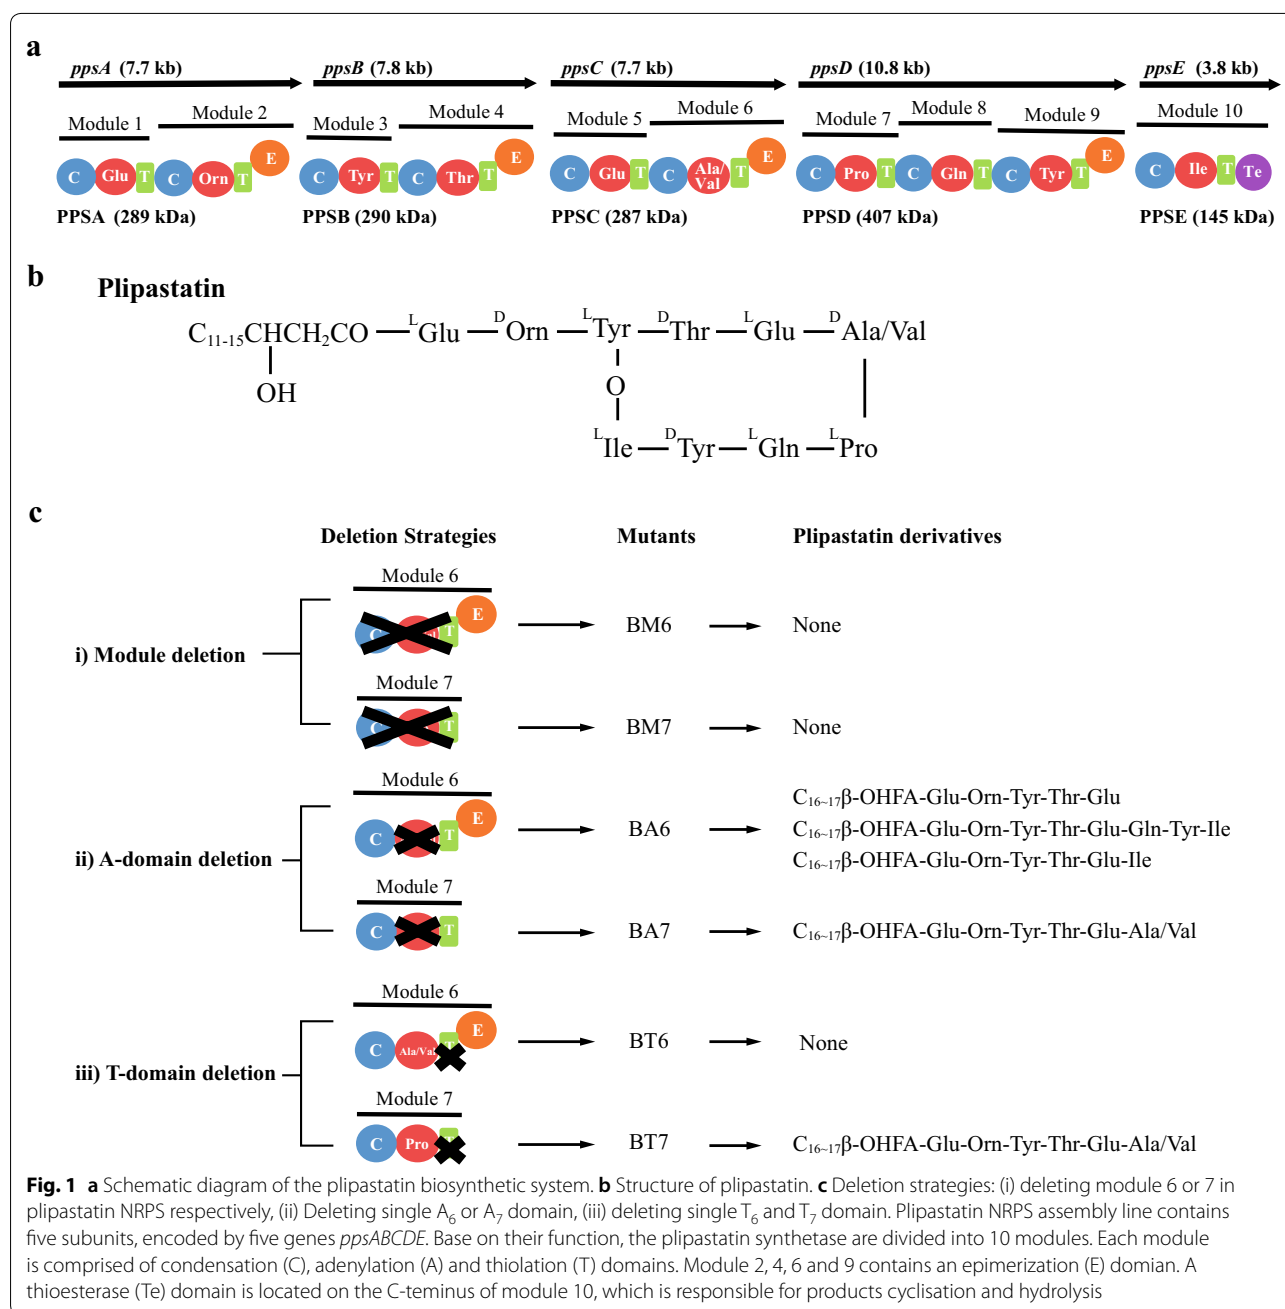 a
ppsA (7.7 kb) ppsB (7.8 kb) ppsC (7.7 kb) ppsD (10.8 kb) ppsE (3.8 kb)
Module 1 Module 2 Module 3 Module 4 Module 5 Module 6 Module 7 Module 8 Module 9 Module 10
C Glu T C Orn T E C Tyr T C Thr T E C Glu T C Ala/Val T E C Pro T C Gln T C Tyr T E C Ile T Te
PPSA (289 kDa) PPSB (290 kDa) PPSC (287 kDa) PPSD (407 kDa) PPSE (145 kDa)
b
Plipastatin
C₁₁₋₁₅CHCH₂CO — ᴸGlu — ᴰOrn — ᴸTyr — ᴰThr — ᴸGlu — ᴰAla/Val
OH O
ᴸIle — ᴰTyr — ᴸGln — ᴸPro
c
Deletion Strategies Mutants Plipastatin derivatives
Module 6
C T E BM6 None
i) Module deletion
Module 7
C T BM7 None
Module 6
C₁₆~₁₇β-OHFA-Glu-Orn-Tyr-Thr-Glu
C T E BA6 C₁₆~₁₇β-OHFA-Glu-Orn-Tyr-Thr-Glu-Gln-Tyr-Ile
C₁₆~₁₇β-OHFA-Glu-Orn-Tyr-Thr-Glu-Ile
ii) A-domain deletion
Module 7
C T BA7 C₁₆~₁₇β-OHFA-Glu-Orn-Tyr-Thr-Glu-Ala/Val
Module 6
C Ala/Val T E BT6 None
iii) T-domain deletion
Module 7
C Pro BT7 C₁₆~₁₇β-OHFA-Glu-Orn-Tyr-Thr-Glu-Ala/Val
Fig. 1 a Schematic diagram of the plipastatin biosynthetic system. b Structure of plipastatin. c Deletion strategies: (i) deleting module 6 or 7 in
plipastatin NRPS respectively, (ii) Deleting single A₆ or A₇ domain, (iii) deleting single T₆ and T₇ domain. Plipastatin NRPS assembly line contains
five subunits, encoded by five genes ppsABCDE. Base on their function, the plipastatin synthetase are divided into 10 modules. Each module
is comprised of condensation (C), adenylation (A) and thiolation (T) domains. Module 2, 4, 6 and 9 contains an epimerization (E) domian. A
thioesterase (Te) domain is located on the C-teminus of module 10, which is responsible for products cyclisation and hydrolysis